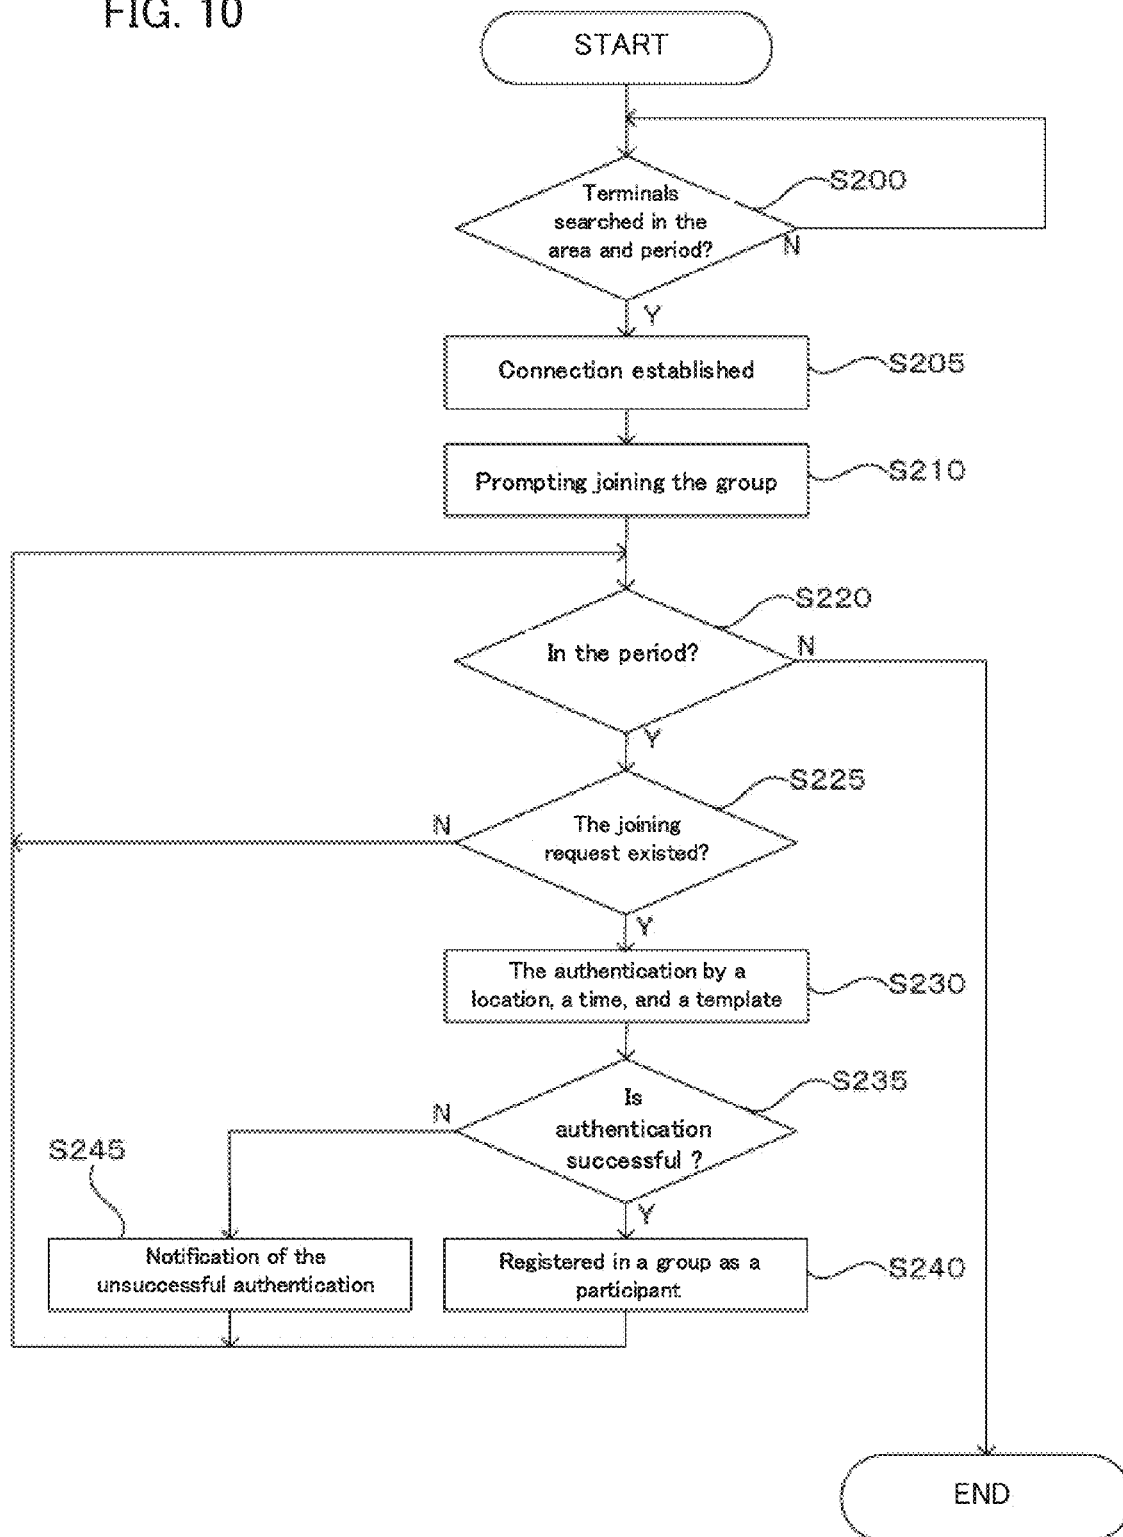 FIG. 10
START
S200
Terminals
searched in the
area and period?
N
Y
Connection established
S205
Prompting joining the group
S210
S220
In the period?
N
Y
S225
N
The joining
request existed?
Y
The authentication by a
location, a time, and a template
S230
S235
N
Is
authentication
successful ?
S245
Y
Notification of the
unsuccessful authentication
Registered in a group as a
participant
S240
END